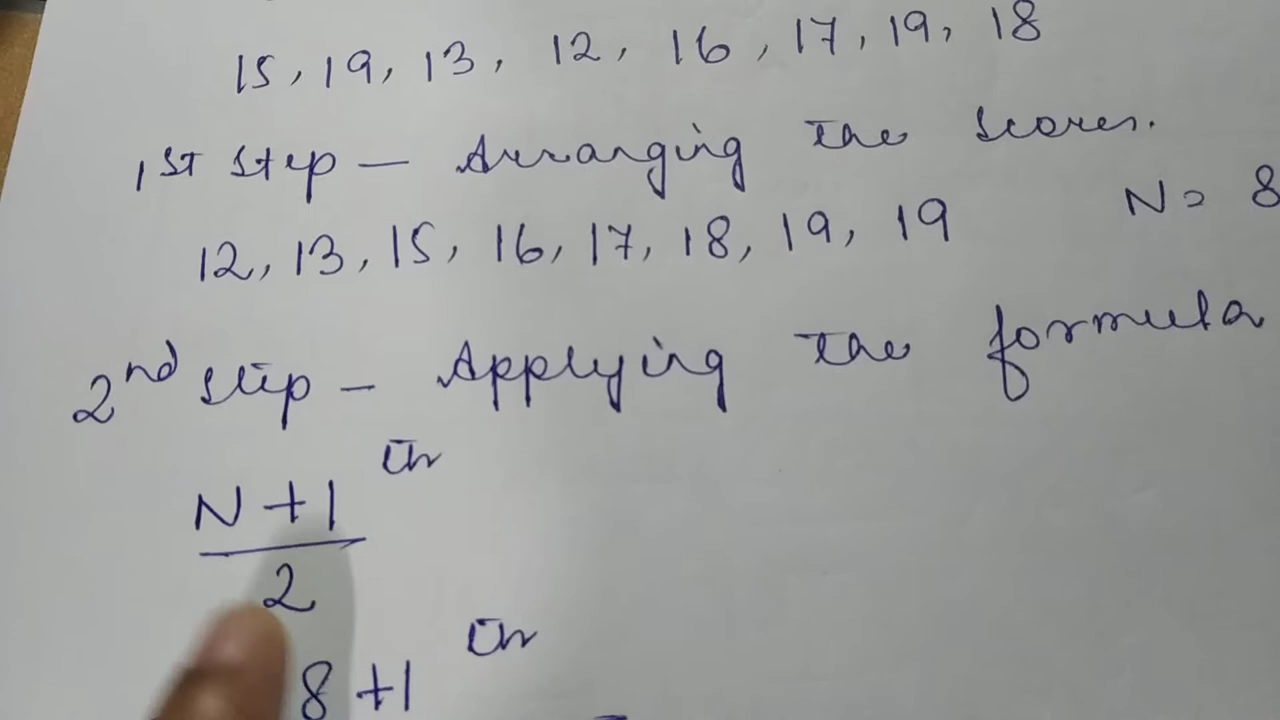 15, 19, 13, 12, 16, 17, 19, 18
1st step - Arranging the scores.
12, 13, 15, 16, 17, 18, 19, 19 N = 8
2nd step - Applying the formula
N+1 th
2
8+1 th